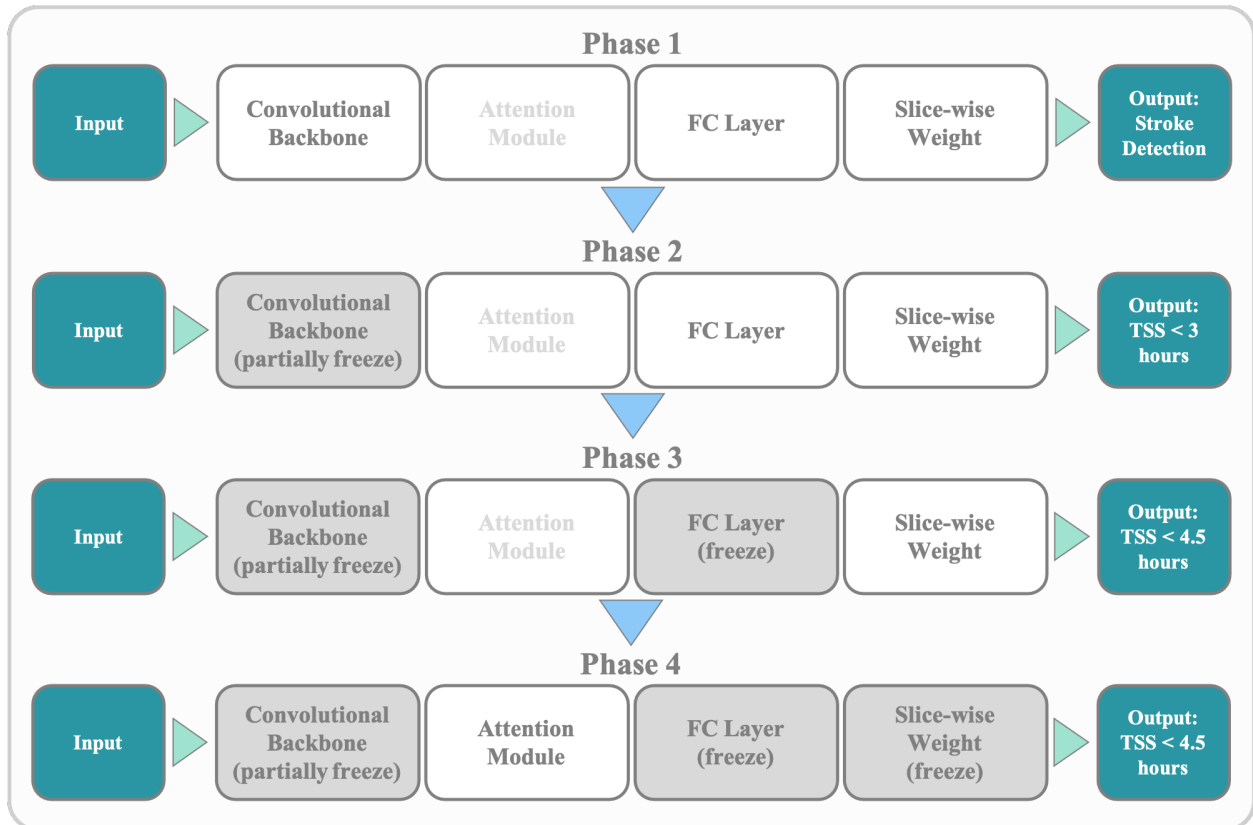 Phase 1
Input
Convolutional
Backbone
Attention
Module
FC Layer
Slice-wise
Weight
Output:
Stroke
Detection
Phase 2
Input
Convolutional
Backbone
(partially freeze)
Attention
Module
FC Layer
Slice-wise
Weight
Output:
TSS < 3
hours
Phase 3
Input
Convolutional
Backbone
(partially freeze)
Attention
Module
FC Layer
(freeze)
Slice-wise
Weight
Output:
TSS < 4.5
hours
Phase 4
Input
Convolutional
Backbone
(partially freeze)
Attention
Module
FC Layer
(freeze)
Slice-wise
Weight
(freeze)
Output:
TSS < 4.5
hours